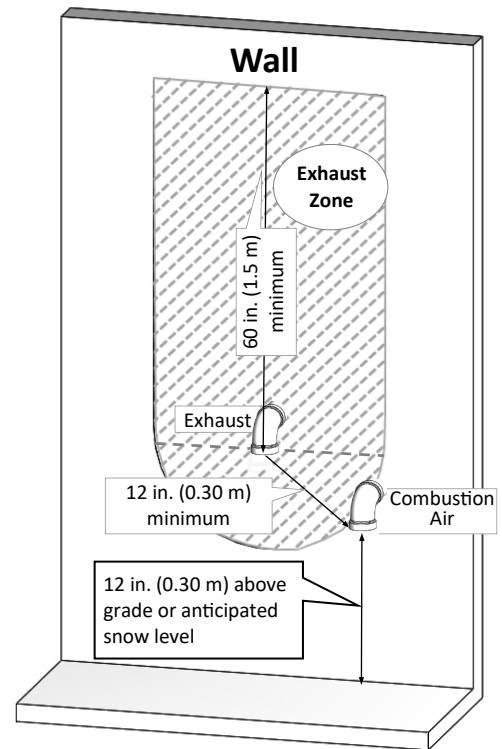 Wall
Exhaust
Zone
60 in. (1.5 m)
minimum
Exhaust
12 in. (0.30 m)
minimum
Combustion
Air
12 in. (0.30 m) above
grade or anticipated
snow level